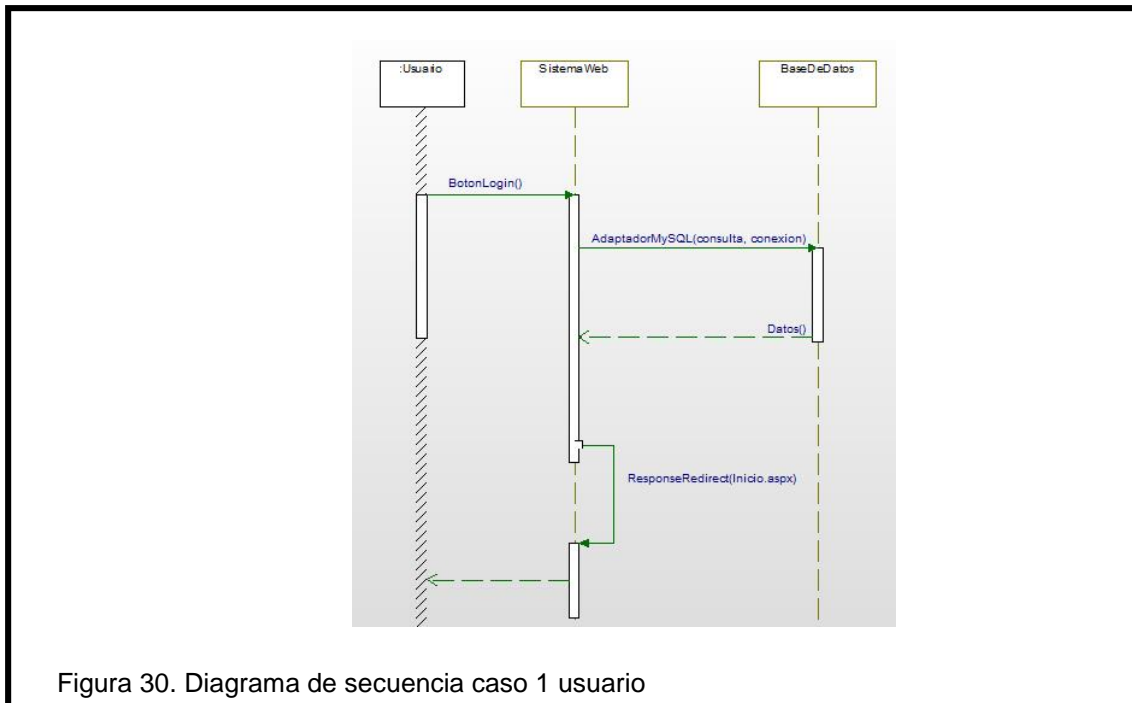 :Usuario
SistemaWeb
BaseDeDatos
BotonLogin()
AdaptadorMySQL(consulta, conexion)
Datos()
ResponseRedirect(Inicio.aspx)
Figura 30. Diagrama de secuencia caso 1 usuario